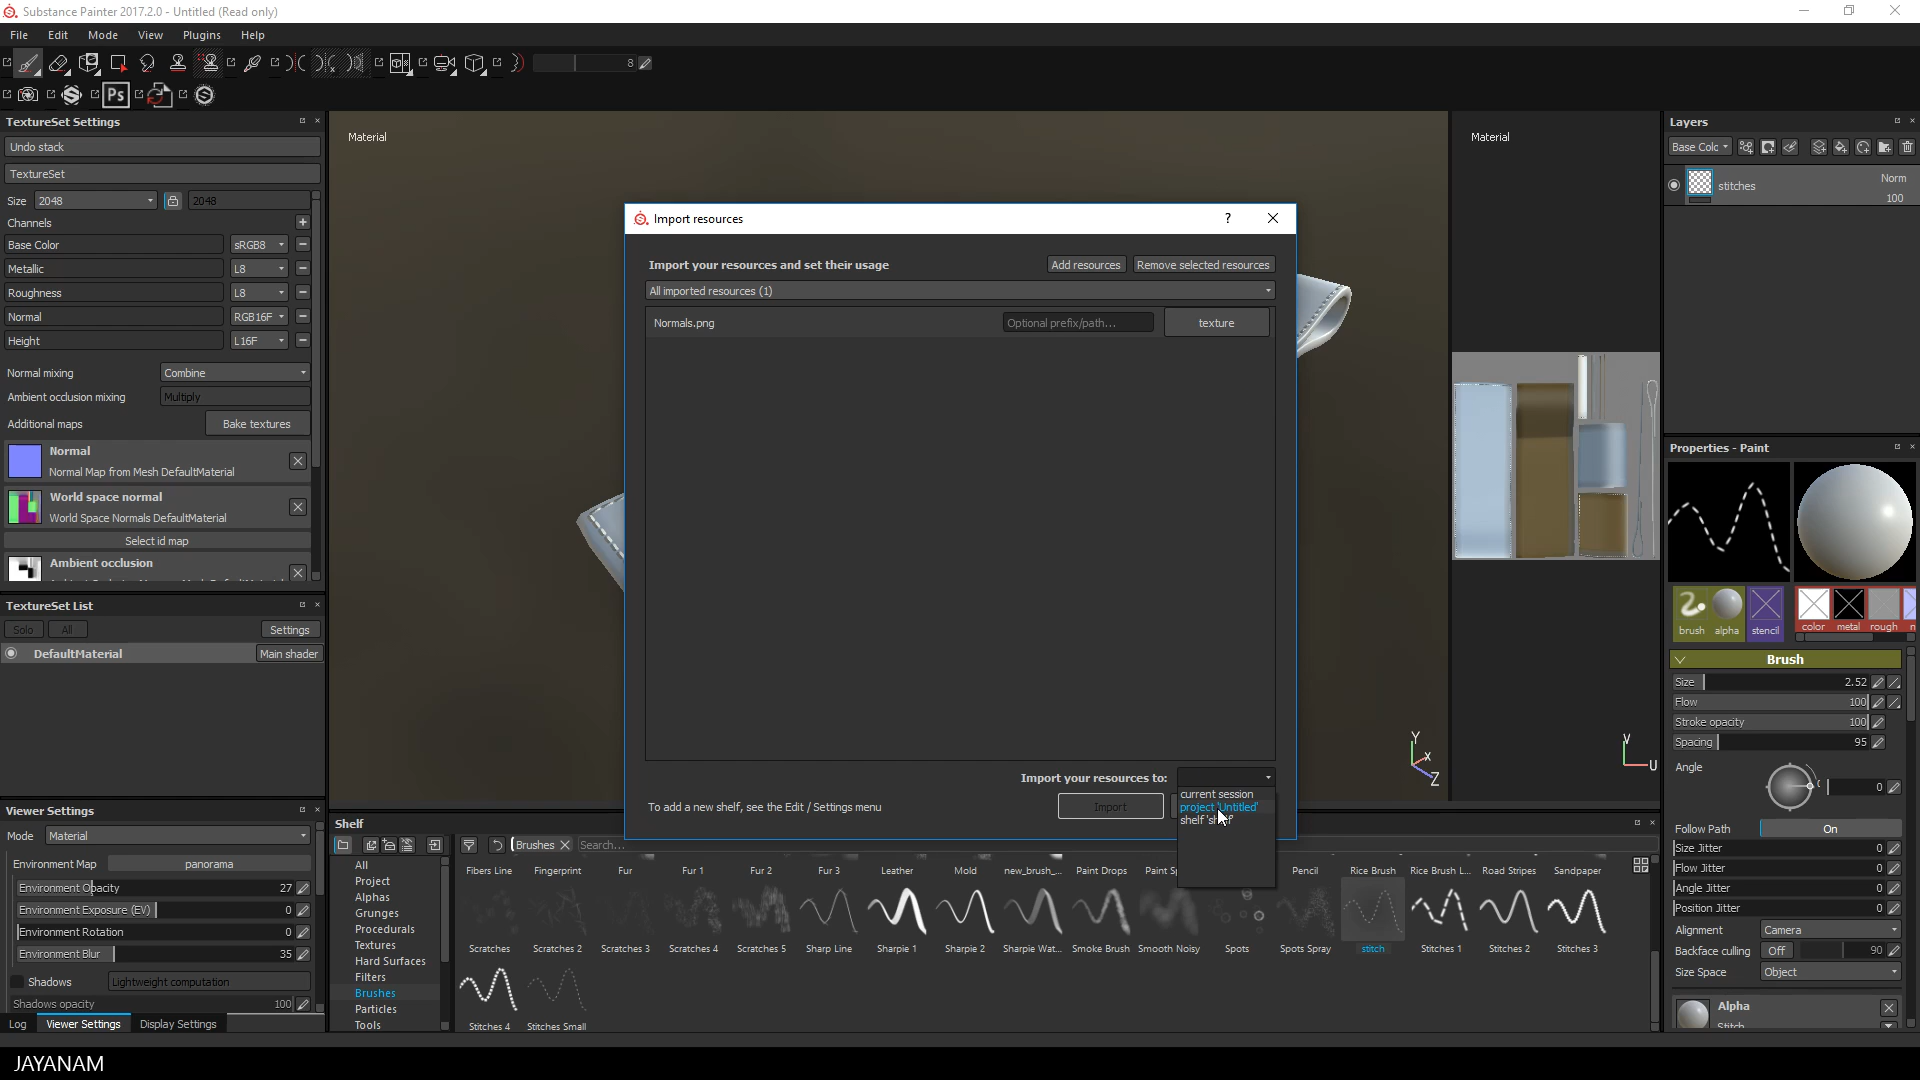 Substance Painter 2017.2.0 - Untitled (Read only)
File Edit Mode View Plugins Help
8
Ps
TextureSet Settings
Undo stack
TextureSet
Size 2048 2048
Channels
Base Color sRGB8
Metallic L8
Roughness L8
Normal RGB16F
Height L16F
Normal mixing Combine
Ambient occlusion mixing Multiply
Additional maps Bake textures
Normal
Normal Map from Mesh DefaultMaterial
World space normal
World Space Normals DefaultMaterial
Select id map
Ambient occlusion
TextureSet List
Solo All Settings
DefaultMaterial Main shader
Viewer Settings
Mode Material
Environment Map panorama
Environment Opacity 27
Environment Exposure (EV) 0
Environment Rotation 0
Environment Blur 35
Shadows Lightweight computation
Shadows opacity 100
Log Viewer Settings Display Settings
JAYANAM
Material
Material
Import resources ?
Import your resources and set their usage Add resources Remove selected resources
All imported resources (1)
Normals.png Optional prefix/path... texture
Import your resources to:
current session
project 'Untitled'
To add a new shelf, see the Edit / Settings menu Import
Y
X
Z
V
U
Shelf
Brushes Search...
All
Project
Alphas
Grunges
Procedurals
Textures
Hard Surfaces
Filters
Brushes
Particles
Tools
Fibers Line Fingerprint Fur Fur 1 Fur 2 Fur 3 Leather Mold new_brush_... Paint Drops Paint Sp Pencil Rice Brush Rice Brush L... Road Stripes Sandpaper
Scratches Scratches 2 Scratches 3 Scratches 4 Scratches 5 Sharp Line Sharpie 1 Sharpie 2 Sharpie Wat... Smoke Brush Smooth Noisy Spots Spots Spray stitch Stitches 1 Stitches 2 Stitches 3
Stitches 4 Stitches Small
Layers
Base Colc
stitches Norm
100
Properties - Paint
brush alpha stencil color metal rough n
Brush
Size 2.52
Flow 100
Stroke opacity 100
Spacing 95
Angle 0
Follow Path On
Size Jitter 0
Flow Jitter 0
Angle Jitter 0
Position Jitter 0
Alignment Camera
Backface culling Off 90
Size Space Object
Alpha
Stitch